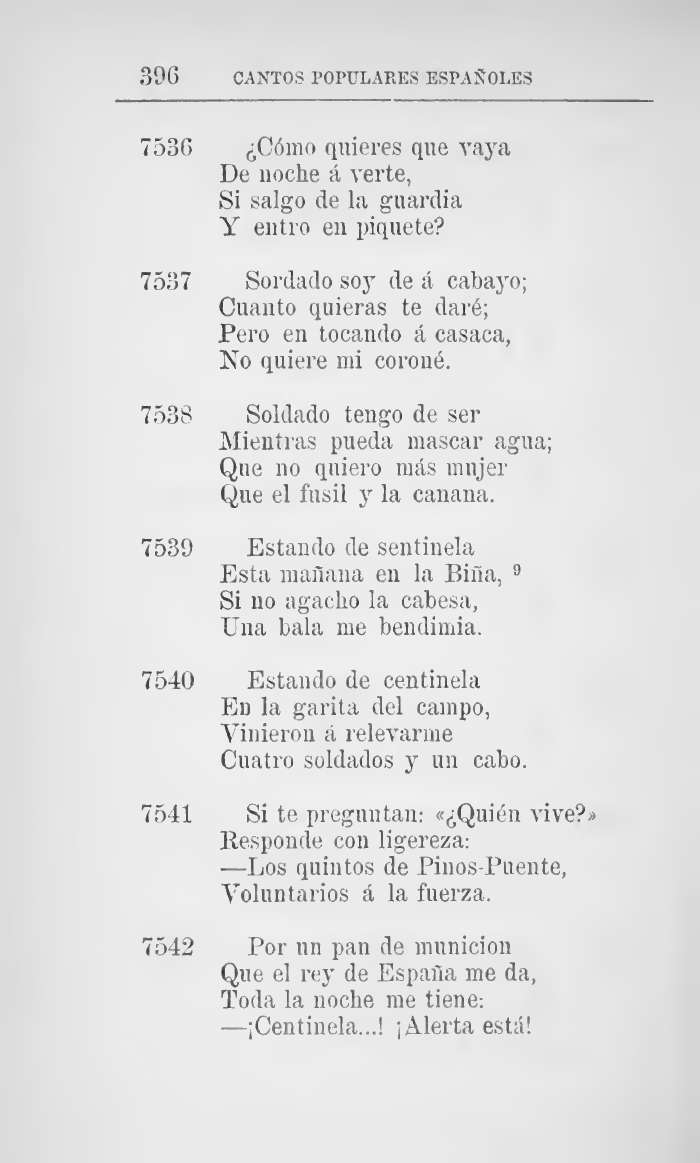 396 CANTOS POPULARES ESPAÑOLES
7536 ¿Cómo quieres que vaya
De noche á verte,
Si salgo de la guardia
Y entro en piquete?
7537 Sordado soy de á cabayo;
Cuanto quieras te daré;
Pero en tocando á casaca,
No quiere mi coroné.
7538 Soldado tengo de ser
Mientras pueda mascar agua;
Que no quiero más mujer
Que el fusil y la canana.
7539 Estando de sentinela
Esta mañana en la Biña, 9
Si no agacho la cabesa,
Una bala me bendimia.
7540 Estando de centinela
En la garita del campo,
Vinieron á relevarme
Cuatro soldados y un cabo.
7541 Si te preguntan: «¿Quién vive?»
Responde con ligereza:
—Los quintos de Pinos-Puente,
Voluntarios á la fuerza.
7542 Por un pan de municion
Que el rey de España me da,
Toda la noche me tiene:
—¡Centinela...! ¡Alerta está!